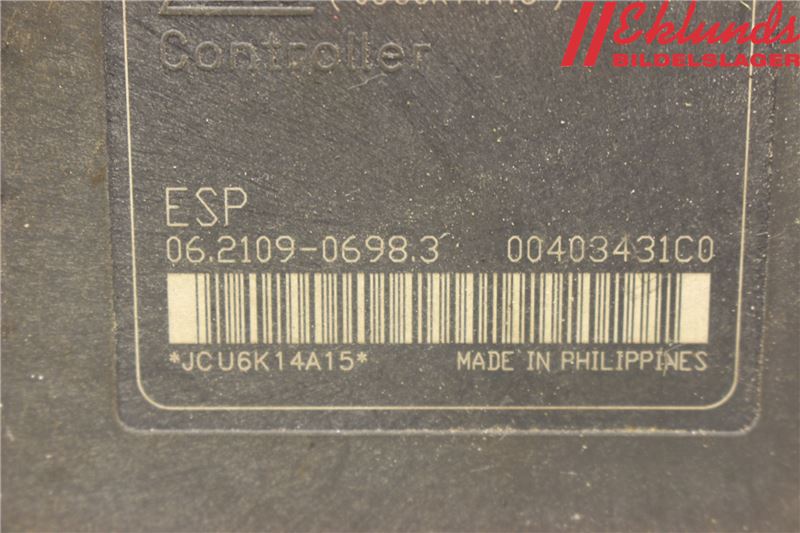 Controller
Eklunds
BILDELSLAGER
ESP
06.2109-0698.3 00403431C0
*JCU6K14A15* MADE IN PHILIPPINES